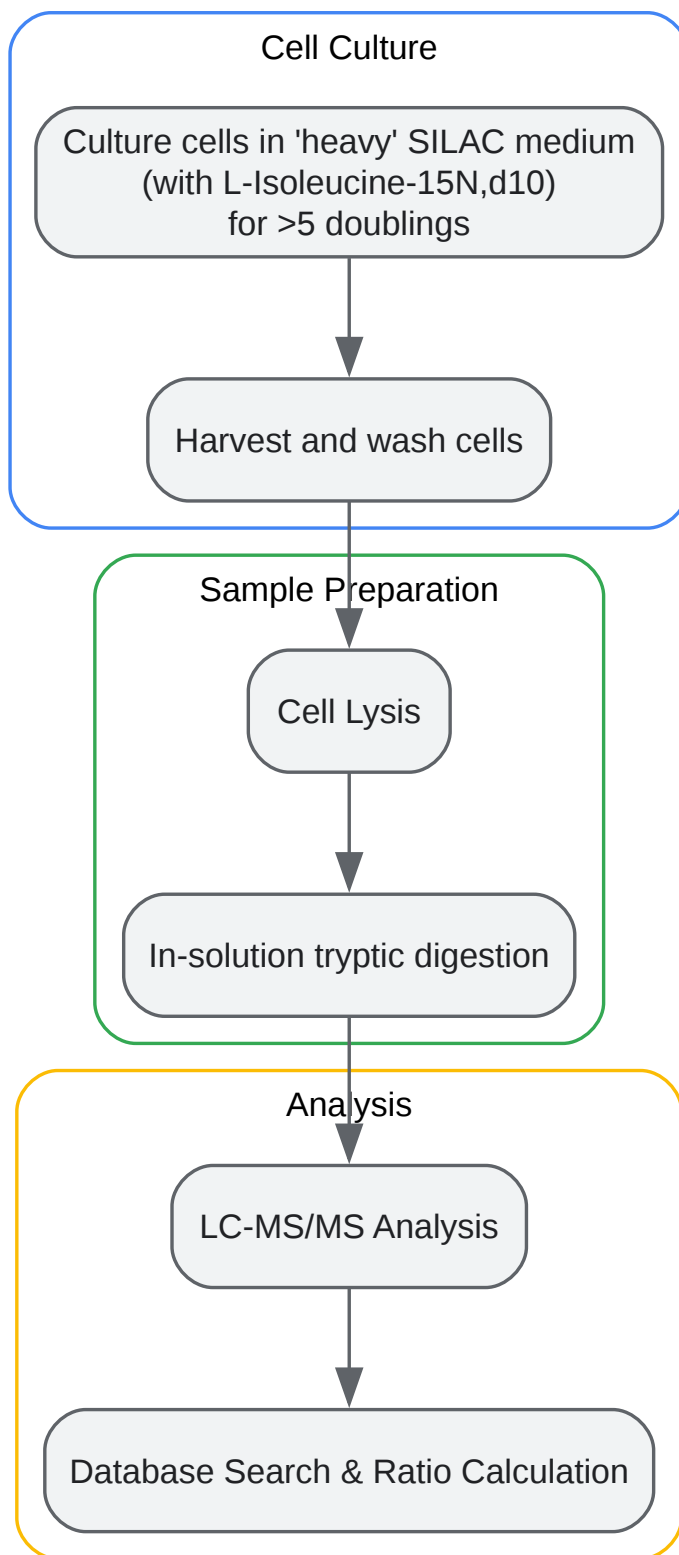 Cell Culture
Culture cells in 'heavy' SILAC medium
(with L-Isoleucine-15N,d10)
for >5 doublings
Harvest and wash cells
Sample Preparation
Cell Lysis
In-solution tryptic digestion
Analysis
LC-MS/MS Analysis
Database Search & Ratio Calculation